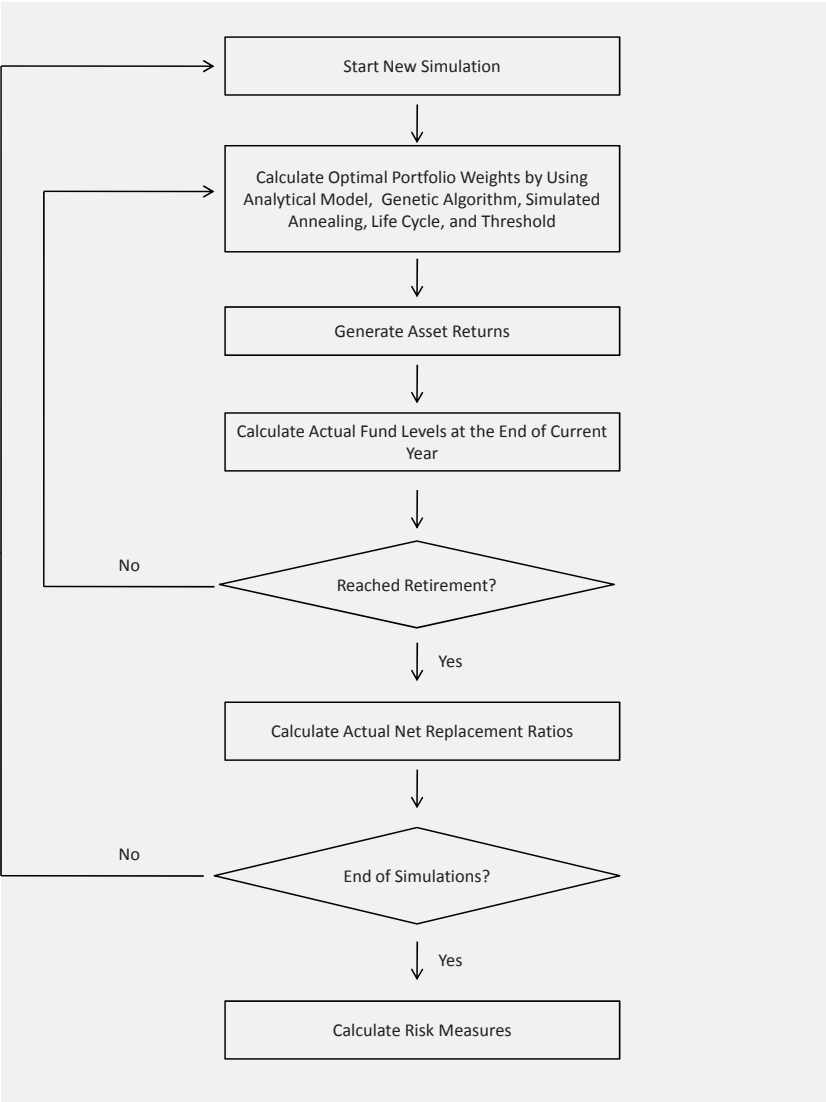 Start New Simulation
Calculate Optimal Portfolio Weights by Using
Analytical Model,  Genetic Algorithm, Simulated
Annealing, Life Cycle, and Threshold
Generate Asset Returns
Calculate Actual Fund Levels at the End of Current
Year
No
Reached Retirement?
Yes
Calculate Actual Net Replacement Ratios
No
End of Simulations?
Yes
Calculate Risk Measures